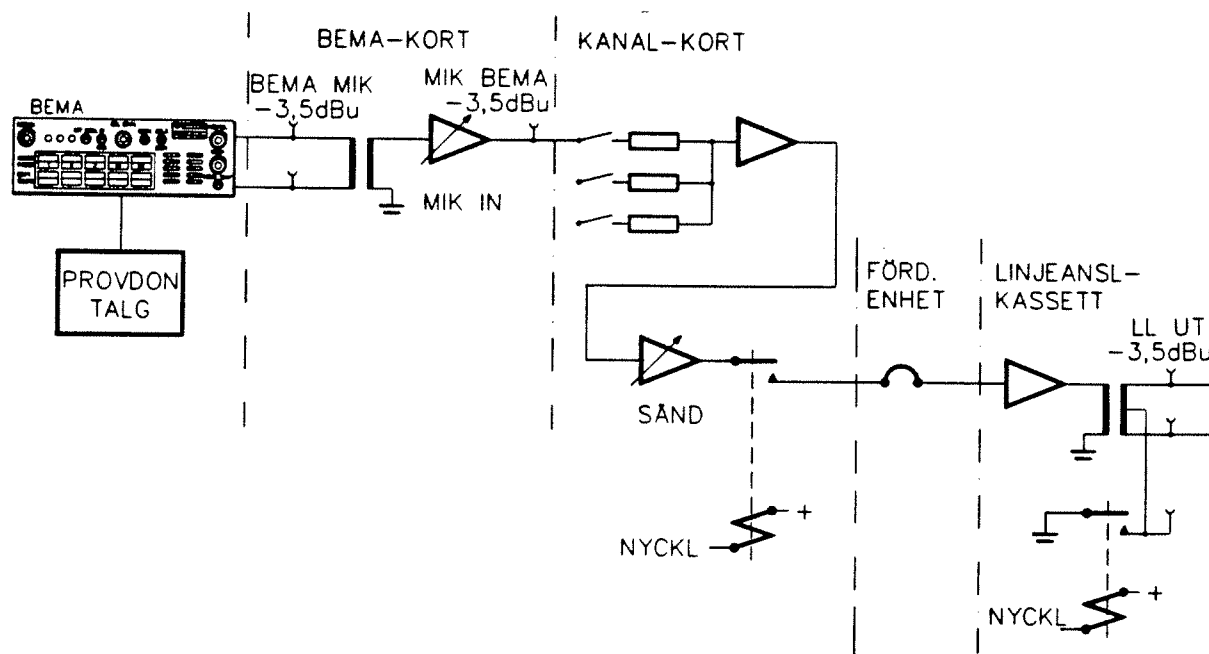 BEMA-KORT
KANAL-KORT
BEMA MIK
-3,5dBu
MIK BEMA
-3,5dBu
BEMA
MIK IN
PROVDON
TALG
FÖRD.
ENHET
LINJEANSL-
KASSETT
LL UT
-3,5dBu
SÄND
+
NYCKL
+
NYCKL